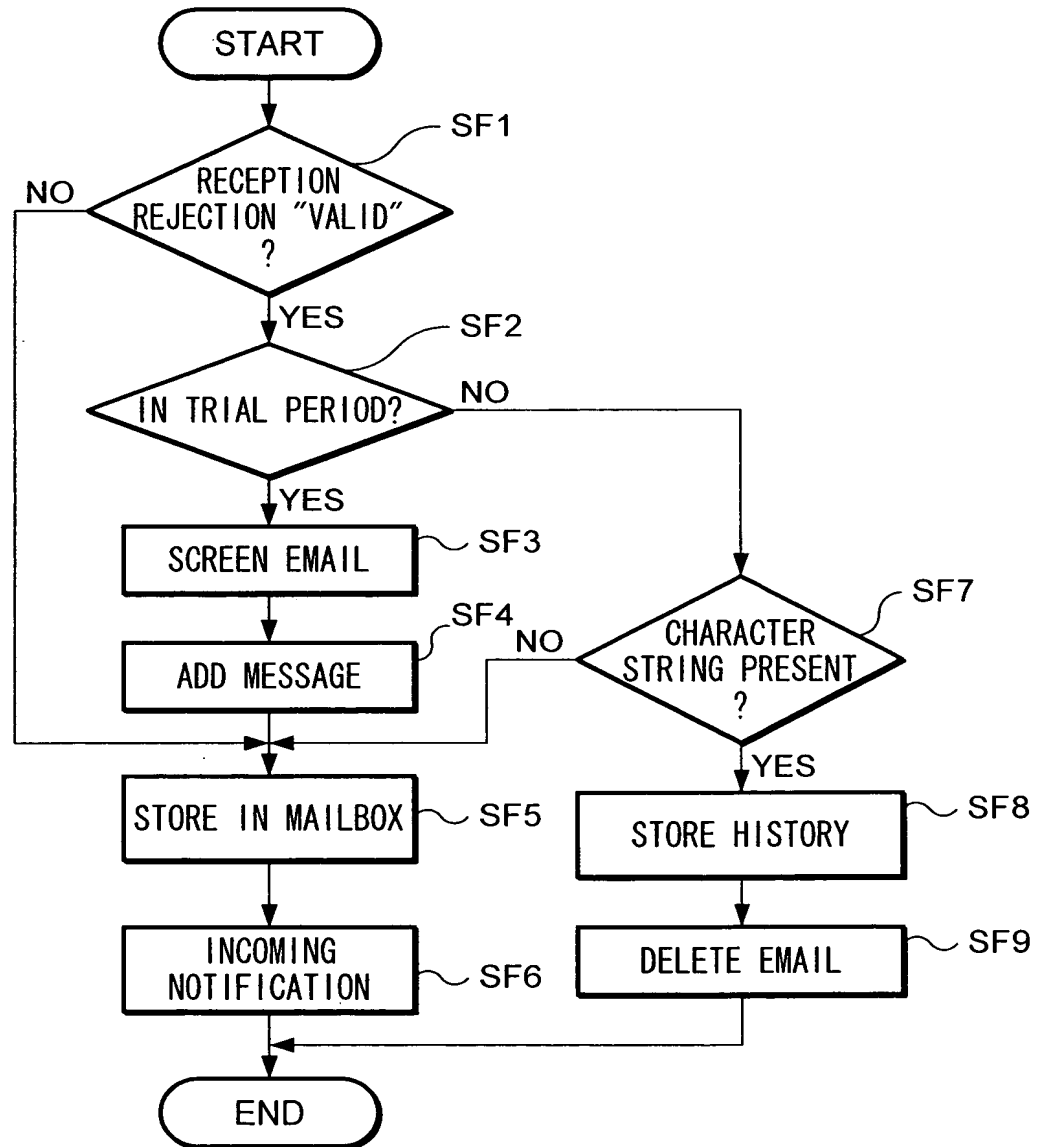 START
SF1
RECEPTION
REJECTION "VALID"
?
NO
YES
SF2
IN TRIAL PERIOD?
NO
YES
SCREEN EMAIL
SF3
ADD MESSAGE
SF4
NO
CHARACTER
STRING PRESENT
?
SF7
YES
STORE IN MAILBOX
SF5
STORE HISTORY
SF8
INCOMING
NOTIFICATION
SF6
DELETE EMAIL
SF9
END